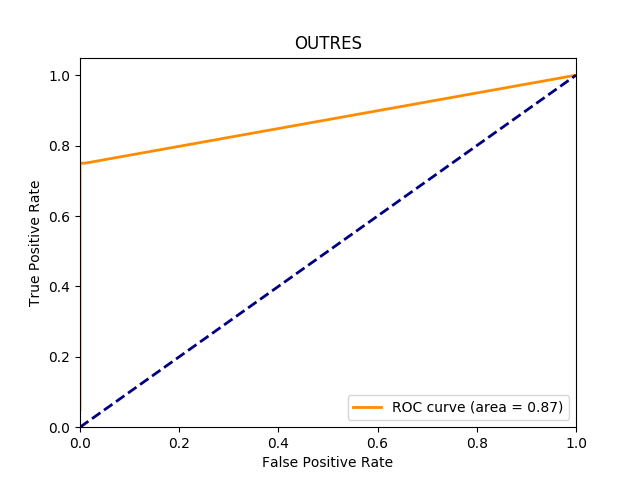 OUTRES
1.0
0.8
0.6
0.4
0.2
0.0
True Positive Rate
ROC curve (area = 0.87)
0.0 0.2 0.4 0.6 0.8 1.0
False Positive Rate